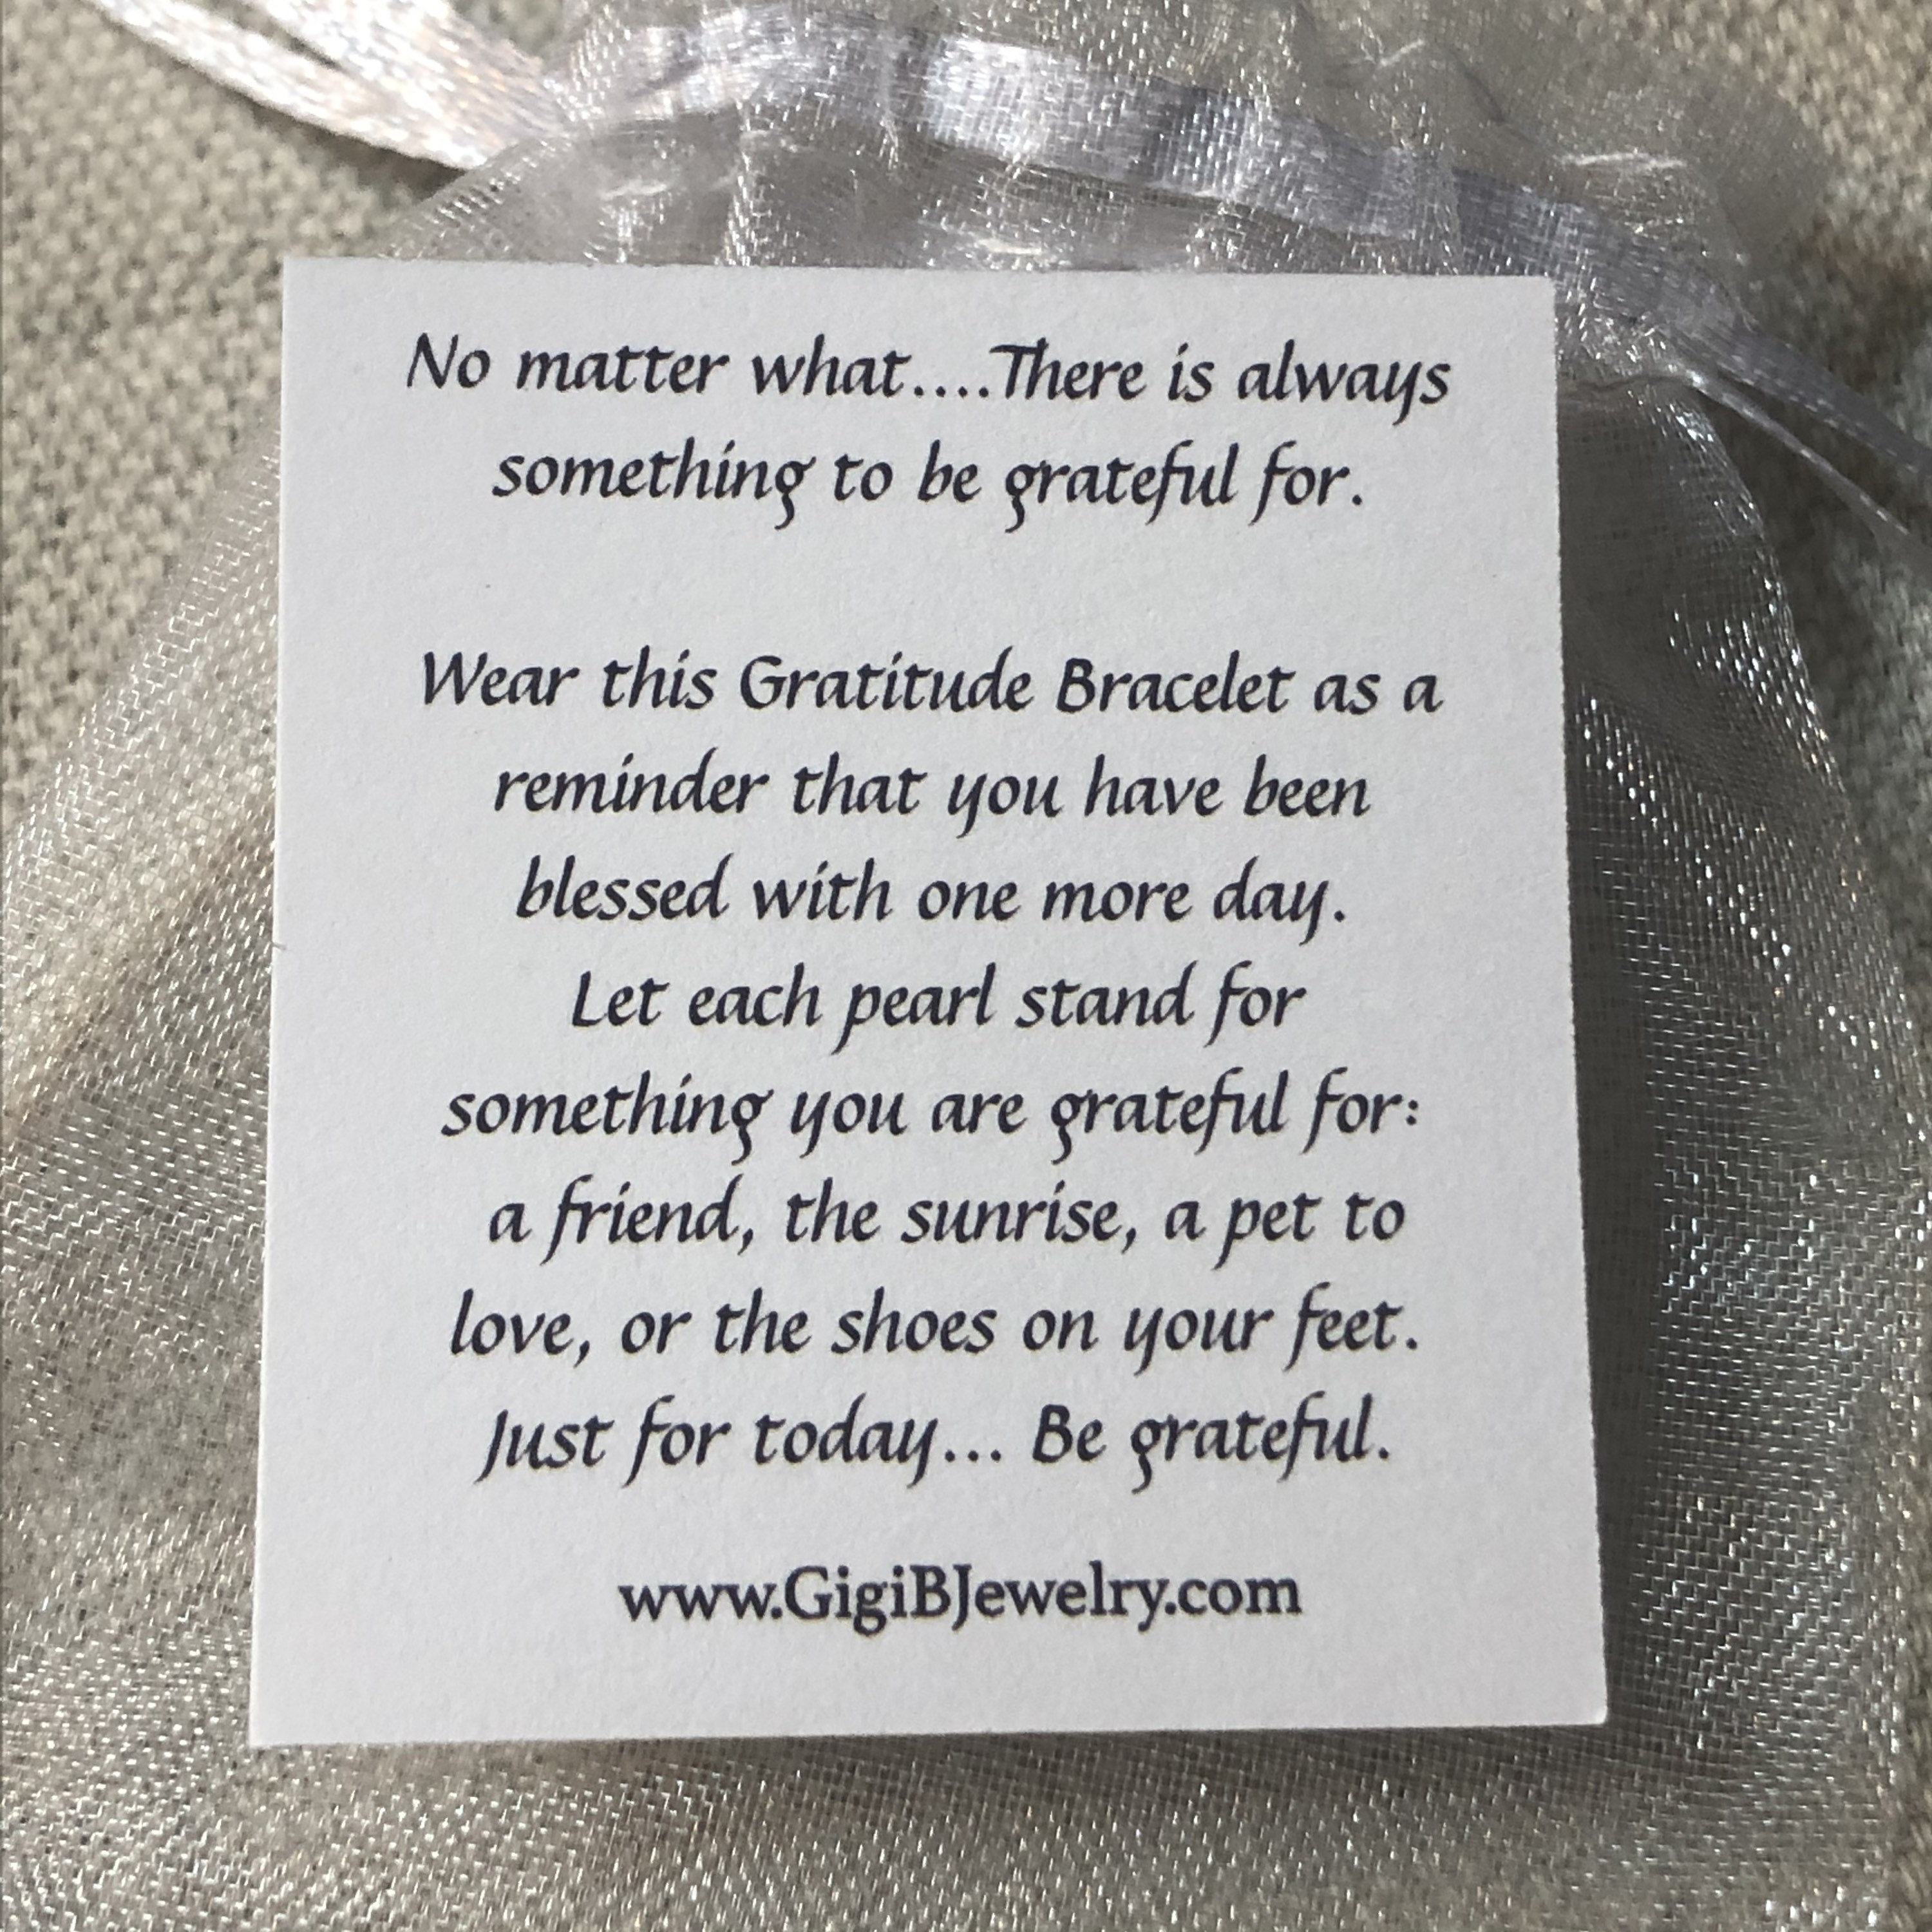 No matter what....There is always
something to be grateful for.
Wear this Gratitude Bracelet as a
reminder that you have been
blessed with one more day.
Let each pearl stand for
something you are grateful for:
a friend, the sunrise, a pet to
love, or the shoes on your feet.
Just for today... Be grateful.
www.GigiBJewelry.com